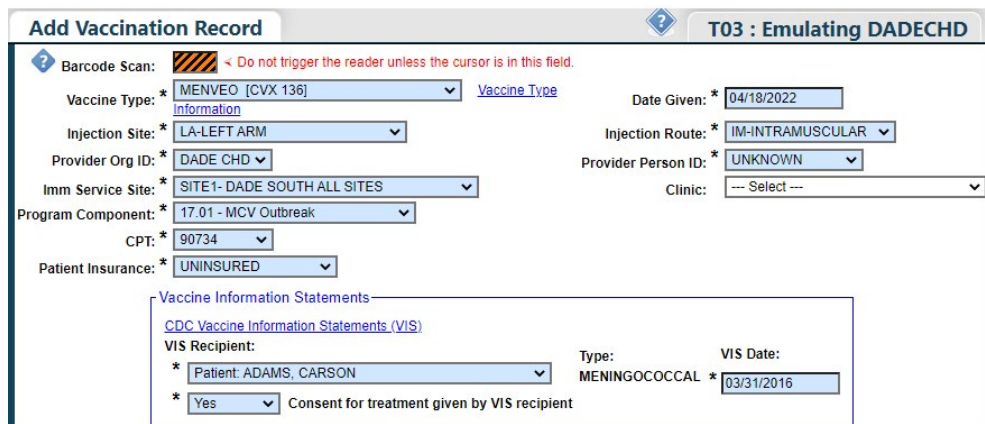 Add Vaccination Record
T03 : Emulating DADECHD
Barcode Scan: < Do not trigger the reader unless the cursor is in this field.
Vaccine Type: * MENVEO [CVX 136] Vaccine Type Information
Date Given: * 04/18/2022
Injection Site: * LA-LEFT ARM
Injection Route: * IM-INTRAMUSCULAR
Provider Org ID: * DADE CHD
Provider Person ID: * UNKNOWN
Imm Service Site: * SITE1- DADE SOUTH ALL SITES
Clinic: --- Select ---
Program Component: * 17.01 - MCV Outbreak
CPT: * 90734
Patient Insurance: * UNINSURED
Vaccine Information Statements
CDC Vaccine Information Statements (VIS)
VIS Recipient:
Type:
VIS Date:
* Patient: ADAMS, CARSON
MENINGOCOCCAL * 03/31/2016
* Yes Consent for treatment given by VIS recipient